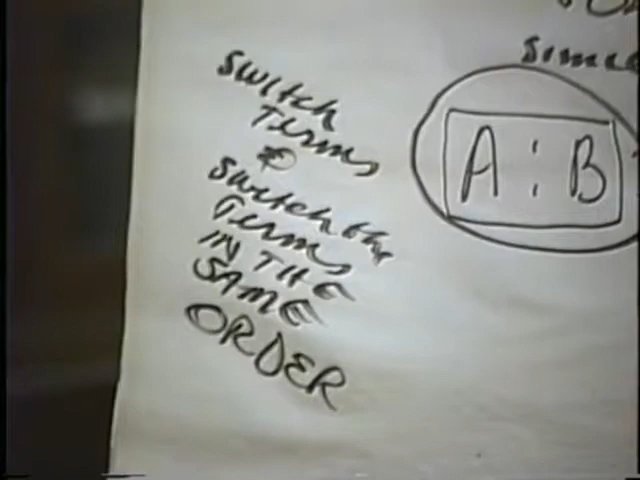 Switch
Terms
&
Switch the
Terms
IN THE
SAME
ORDER
A : B